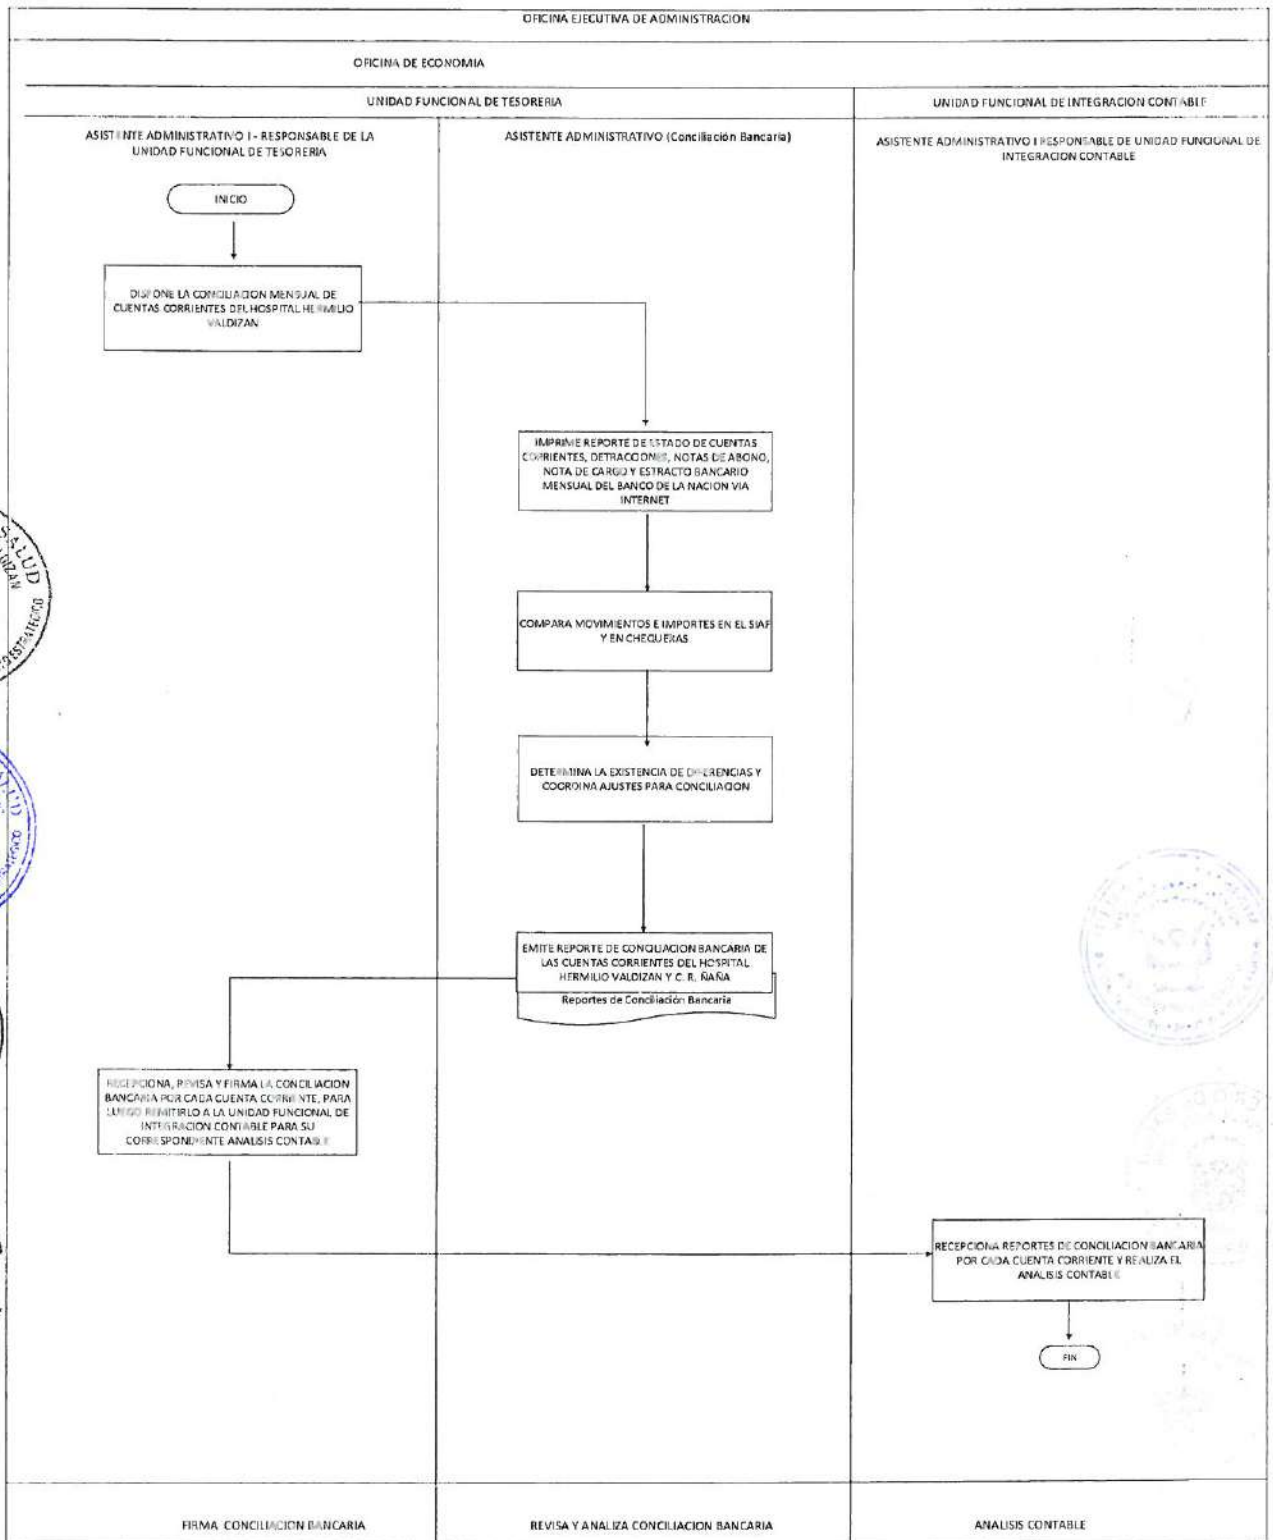 OFICINA EJECUTIVA DE ADMINISTRACION
OFICINA DE ECONOMIA
UNIDAD FUNCIONAL DE TESORERIA
UNIDAD FUNCIONAL DE INTEGRACION CONTABLE
ASISTENTE ADMINISTRATIVO I - RESPONSABLE DE LA
UNIDAD FUNCIONAL DE TESORERIA
ASISTENTE ADMINISTRATIVO (Conciliación Bancaria)
ASISTENTE ADMINISTRATIVO I RESPONSABLE DE UNIDAD FUNCIONAL DE
INTEGRACION CONTABLE
INICIO
DISPONE LA CONCILIACION MENSUAL DE
CUENTAS CORRIENTES DEL HOSPITAL HERMILIO
VALDIZAN
IMPRIME REPORTE DE ESTADO DE CUENTAS
CORRIENTES, DETRACCIONES, NOTAS DE ABONO,
NOTA DE CARGO Y ESTRACTO BANCARIO
MENSUAL DEL BANCO DE LA NACION VIA
INTERNET
SALUD
COMPARA MOVIMIENTOS E IMPORTES EN EL SIAF
Y EN CHEQUERAS
DETERMINA LA EXISTENCIA DE DIFERENCIAS Y
COORDINA AJUSTES PARA CONCILIACION
EMITE REPORTE DE CONCILIACION BANCARIA DE
LAS CUENTAS CORRIENTES DEL HOSPITAL
HERMILIO VALDIZAN Y C. R. ÑAÑA
Reportes de Conciliación Bancaria
RECEPCIONA, REVISA Y FIRMA LA CONCILIACION
BANCARIA POR CADA CUENTA CORRIENTE, PARA
LUEGO REMITIRLO A LA UNIDAD FUNCIONAL DE
INTEGRACION CONTABLE PARA SU
CORRESPONDIENTE ANALISIS CONTABLE
RECEPCIONA REPORTES DE CONCILIACION BANCARIA
POR CADA CUENTA CORRIENTE Y REALIZA EL
ANALISIS CONTABLE
FIN
FIRMA CONCILIACION BANCARIA
REVISA Y ANALIZA CONCILIACION BANCARIA
ANALISIS CONTABLE